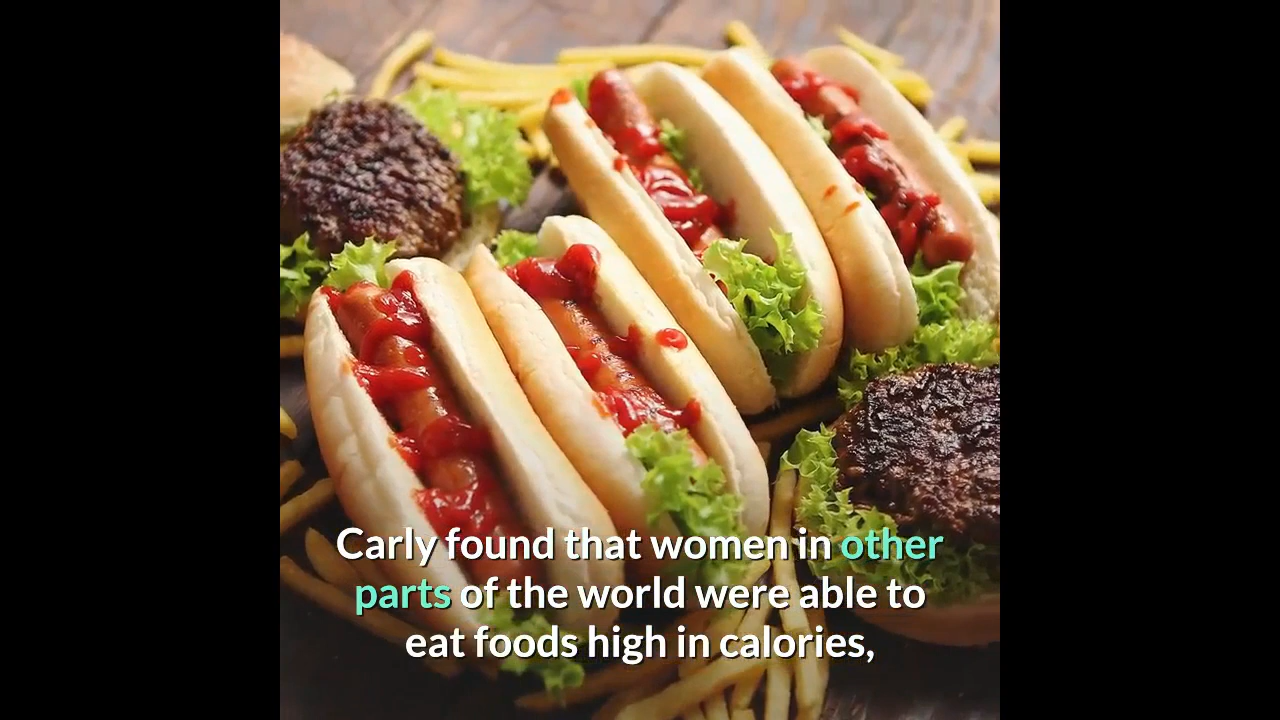 Carly found that women in other
parts of the world were able to
eat foods high in calories,